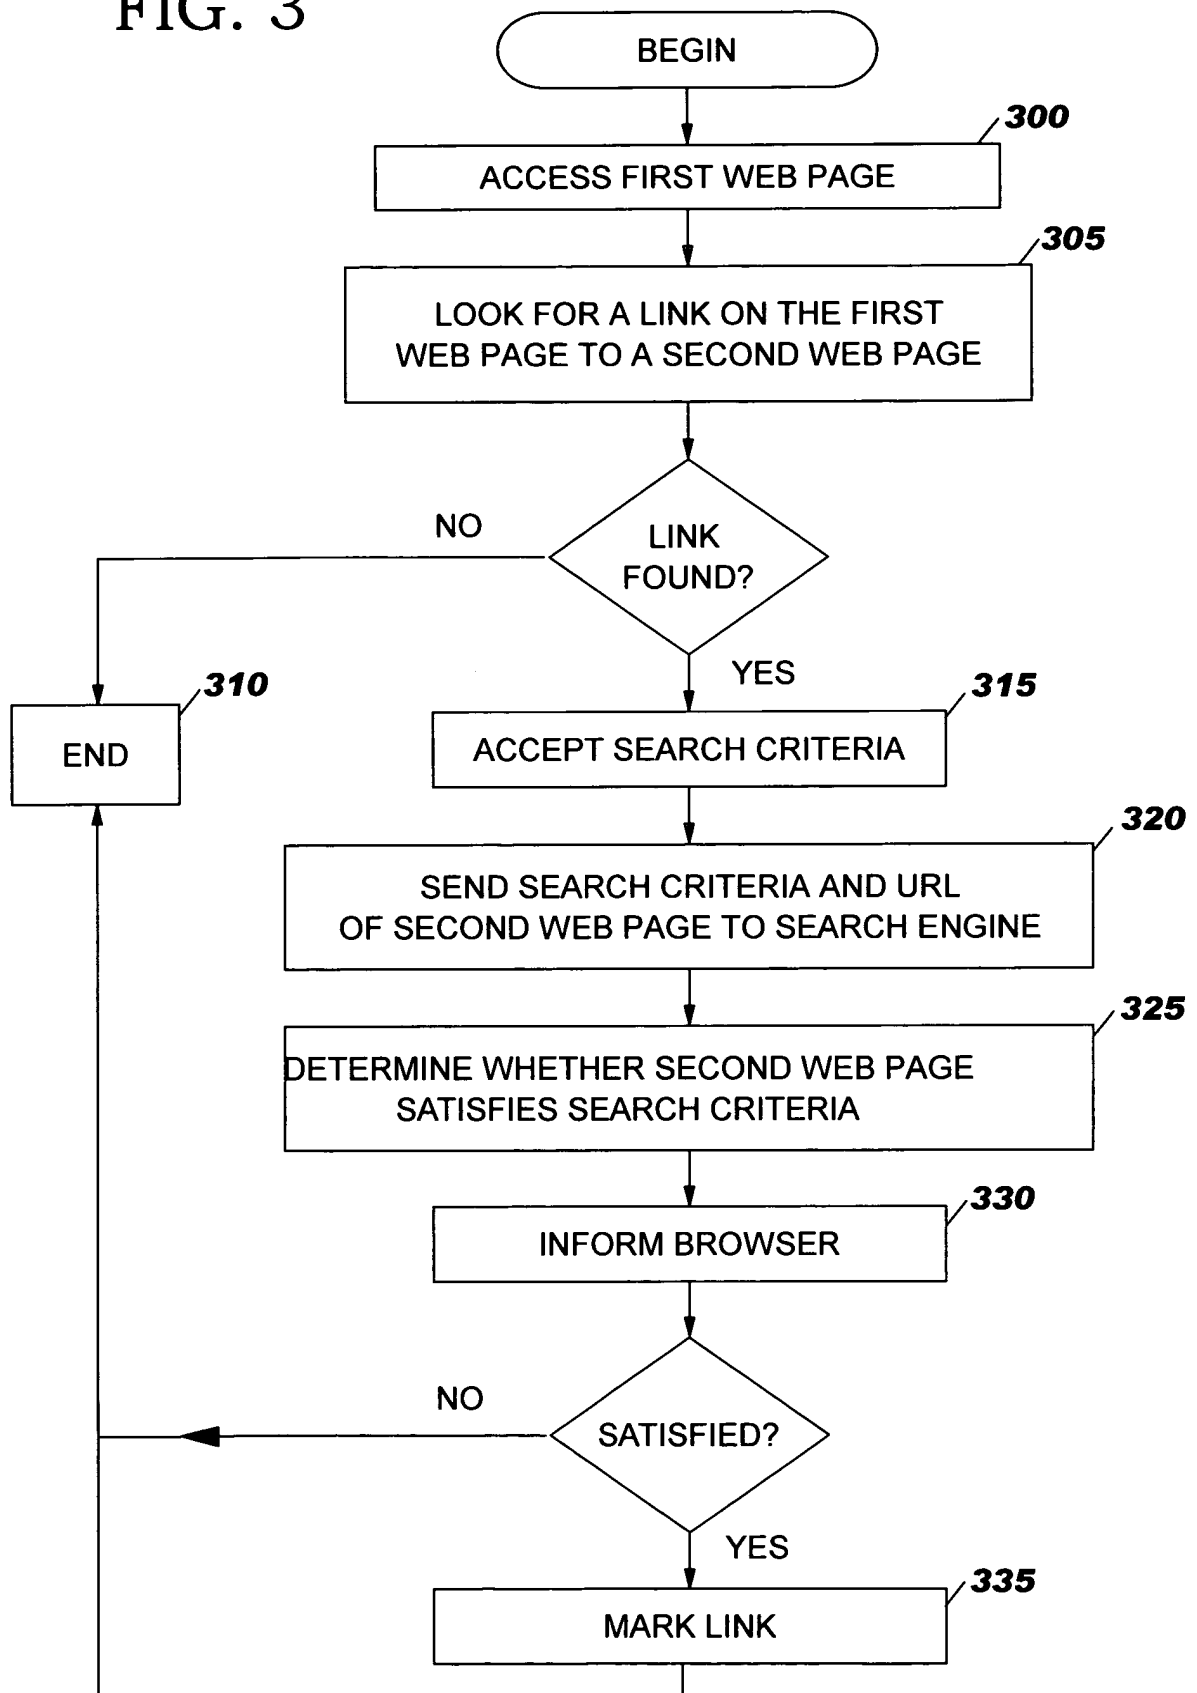 FIG. 3
BEGIN
300
ACCESS FIRST WEB PAGE
305
LOOK FOR A LINK ON THE FIRST
WEB PAGE TO A SECOND WEB PAGE
NO
LINK
FOUND?
YES
310
END
315
ACCEPT SEARCH CRITERIA
320
SEND SEARCH CRITERIA AND URL
OF SECOND WEB PAGE TO SEARCH ENGINE
325
DETERMINE WHETHER SECOND WEB PAGE
SATISFIES SEARCH CRITERIA
330
INFORM BROWSER
NO
SATISFIED?
YES
335
MARK LINK